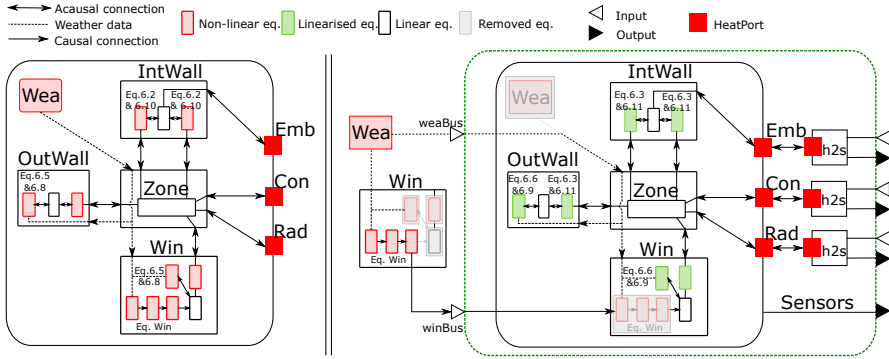 Acausal connection
Weather data
Causal connection
Non-linear eq.
Linearised eq.
Linear eq.
Removed eq.
Input
Output
HeatPort
Wea
IntWall
Eq.6.2 Eq.6.2
& 6.10 & 6.10
OutWall
Eq.6.5
&6.8
Zone
Emb
Con
Rad
Win
Eq.6.5
&6.8
Eq. Win
Wea
weaBus
Win
Eq. Win
winBus
Wea
IntWall
Eq.6.3 Eq.6.3
&6.11 &6.11
OutWall
Eq.6.6 Eq.6.3
&6.9 &6.11
Zone
Emb
h2s
Con
h2s
Rad
h2s
Win
Eq.6.6
&6.9
Eq. Win
Sensors